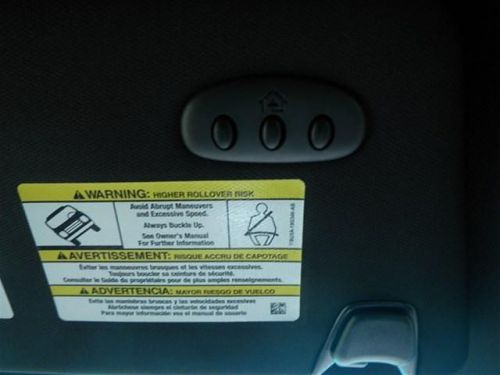 WARNING: HIGHER ROLLOVER RISK
Avoid Abrupt Maneuvers
and Excessive Speed.
Always Buckle Up.
See Owner's Manual
For Further Information
AVERTISSEMENT: RISQUE ACCRU DE CAPOTAGE
Éviter les manoeuvres brusques et les vitesses excessives.
Toujours boucler sa ceinture de sécurité.
Consulter le Guide du propriétaire pour de plus amples renseignements.
ADVERTENCIA: MAYOR RIESGO DE VUELCO
Evite las maniobras bruscas y las velocidades excesivas
Abróchese siempre el cinturón de seguridad
Para mayor información vea el manual de usuario